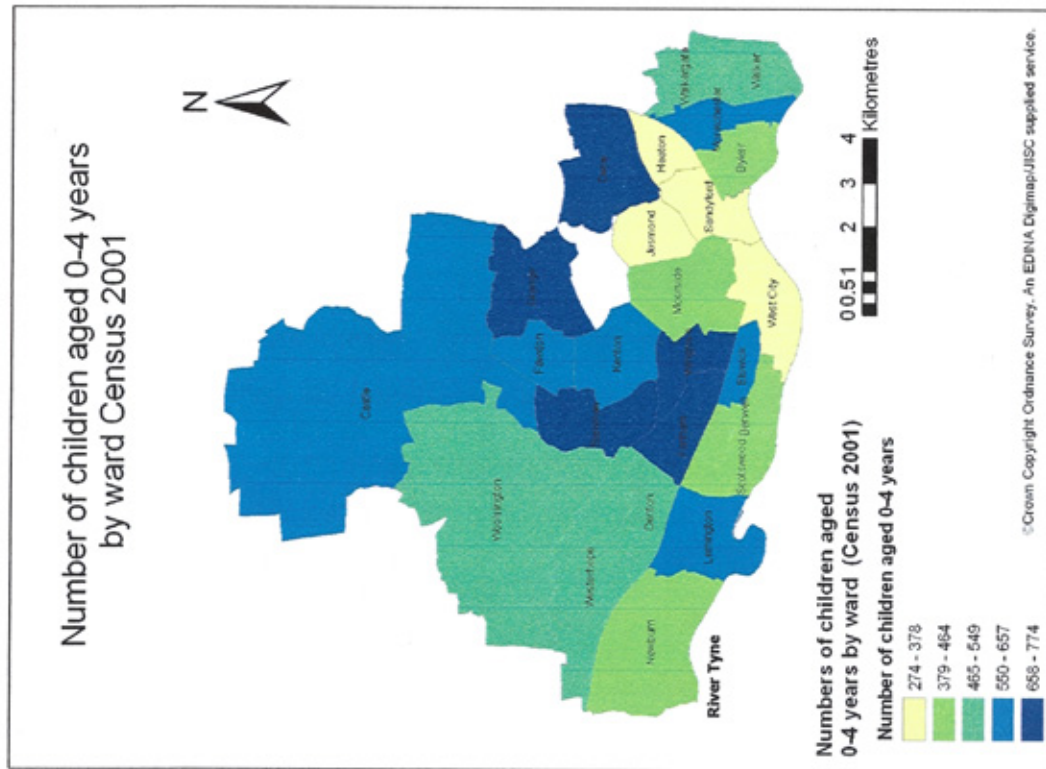 Number of children aged 0-4 years
by ward Census 2001
N
Castle
Woolsington
Westerhope
Newburn
Denton
Lemington
Fawdon
Kenton
Moorside
Jesmond
Heaton
Sandyford
Byker
Walkergate
Walker
West City
Elswick
Scotswood
Benwell
River Tyne
0 0.5 1 2 3 4
Kilometres
Numbers of children aged
0-4 years by ward (Census 2001)
Number of children aged 0-4 years
274 - 378
379 - 464
465 - 549
550 - 657
658 - 774
©Crown Copyright Ordnance Survey. An EDINA Digimap/JISC supplied service.